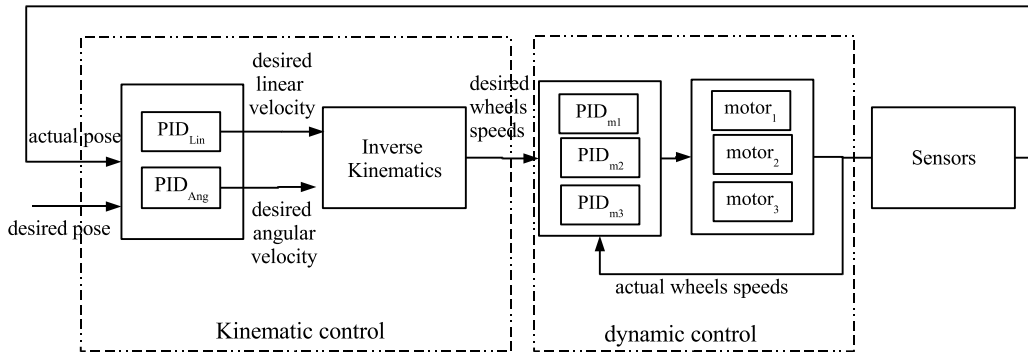 actual pose
desired pose
PID_Lin
PID_Ang
desired
linear
velocity
desired
angular
velocity
Inverse
Kinematics
Kinematic control
desired
wheels
speeds
PID_m1
PID_m2
PID_m3
motor_1
motor_2
motor_3
actual wheels speeds
dynamic control
Sensors